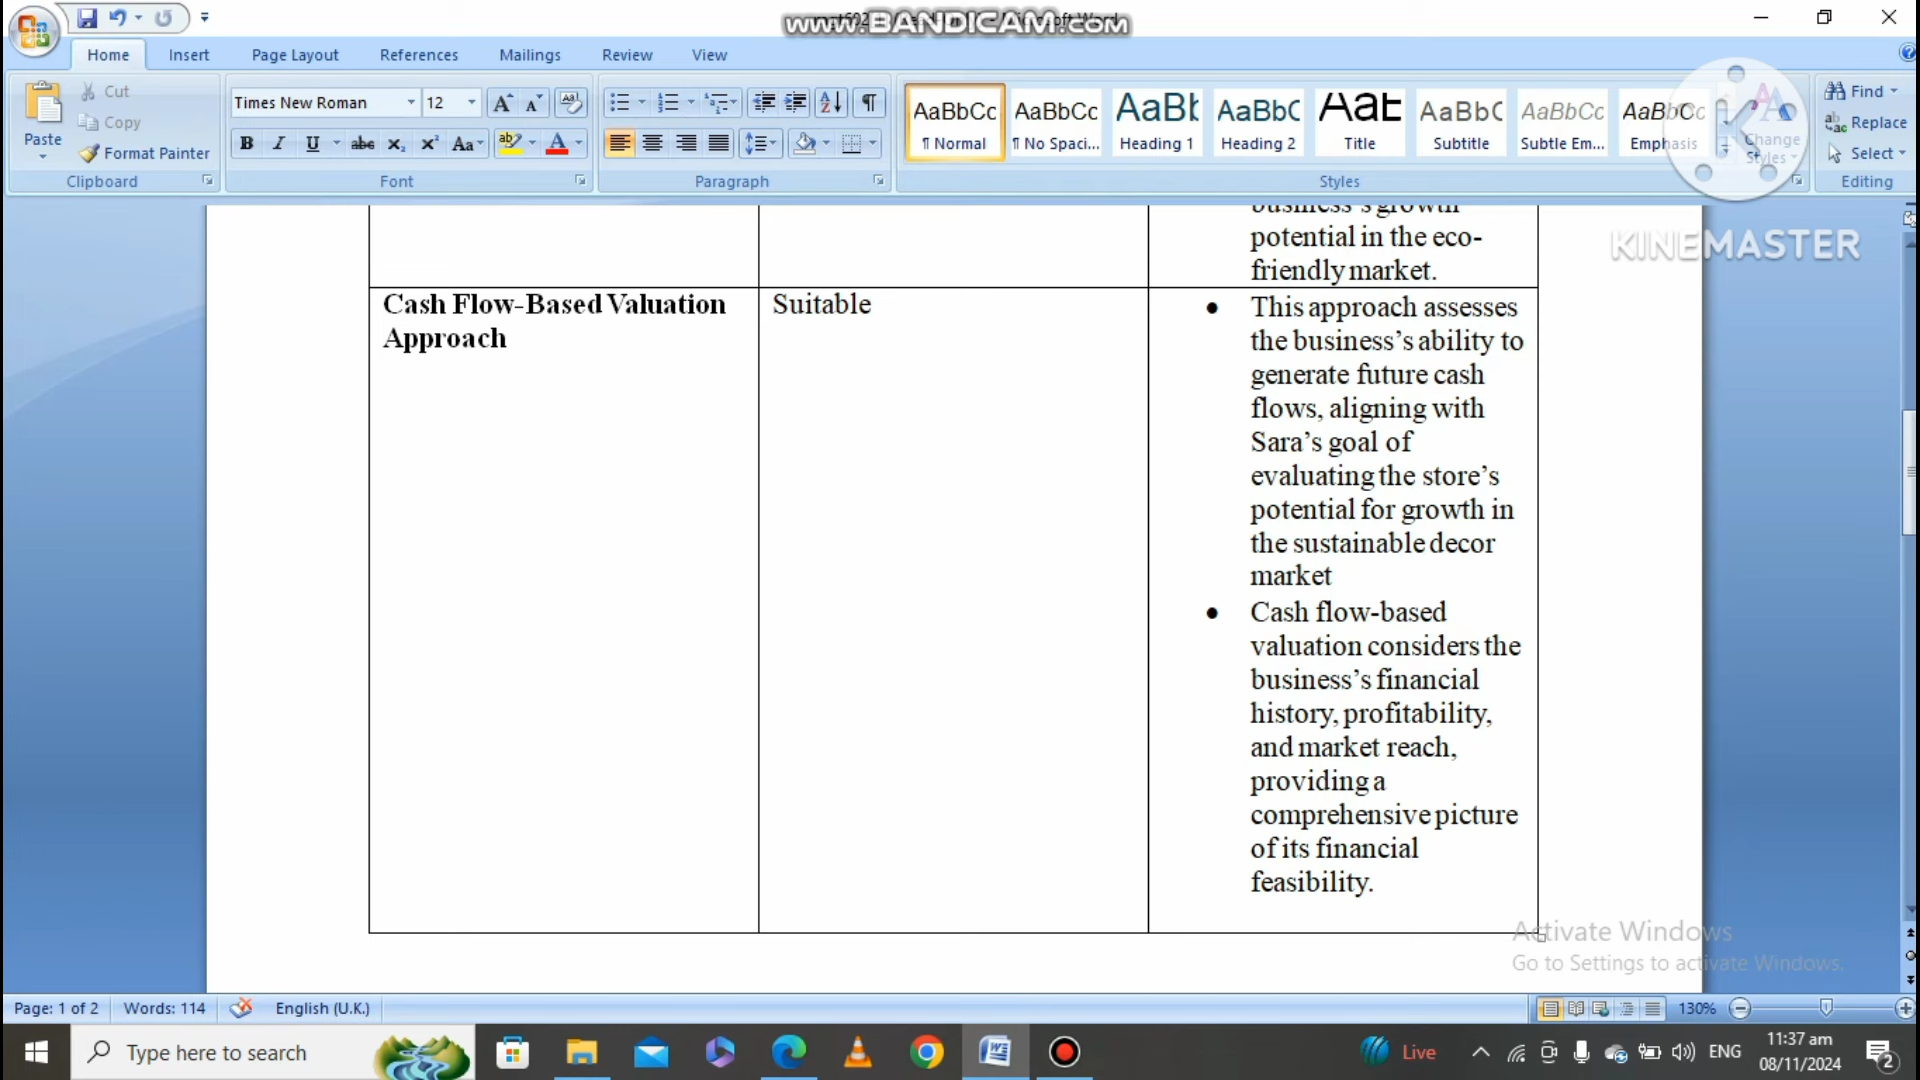 www.BANDICAM.com
Home Insert Page Layout References Mailings Review View
Paste
Cut
Copy
Format Painter
Clipboard
Times New Roman 12
Font
Paragraph
AaBbCc AaBbCc AaBb AaBbC AaB AaBbC AaBbCc AaBbCc
¶ Normal ¶ No Spaci... Heading 1 Heading 2 Title Subtitle Subtle Em... Emphasis
Change Styles
Styles
Find
Replace
Select
Editing
KINEMASTER
business's growth
potential in the eco-
friendly market.
Cash Flow-Based Valuation
Approach
Suitable
• This approach assesses
the business's ability to
generate future cash
flows, aligning with
Sara's goal of
evaluating the store's
potential for growth in
the sustainable decor
market
• Cash flow-based
valuation considers the
business's financial
history, profitability,
and market reach,
providing a
comprehensive picture
of its financial
feasibility.
Activate Windows
Go to Settings to activate Windows.
Page: 1 of 2 Words: 114 English (U.K.) 130%
Type here to search
Live
ENG
11:37 am
08/11/2024
2